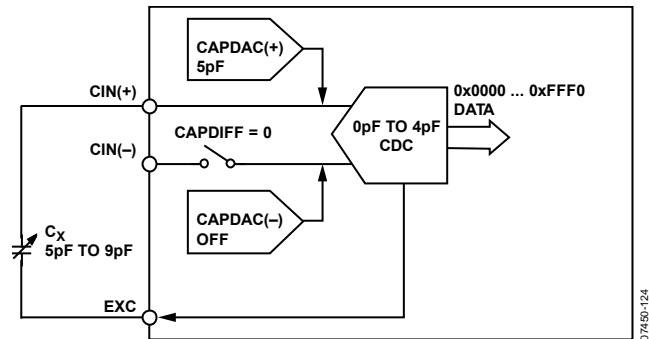 CAPDAC(+)
5pF
CIN(+)
0x0000 ... 0xFFF0
DATA
CAPDIFF = 0
0pF TO 4pF
CDC
CIN(–)
CAPDAC(–)
OFF
CX
5pF TO 9pF
EXC
07450-124